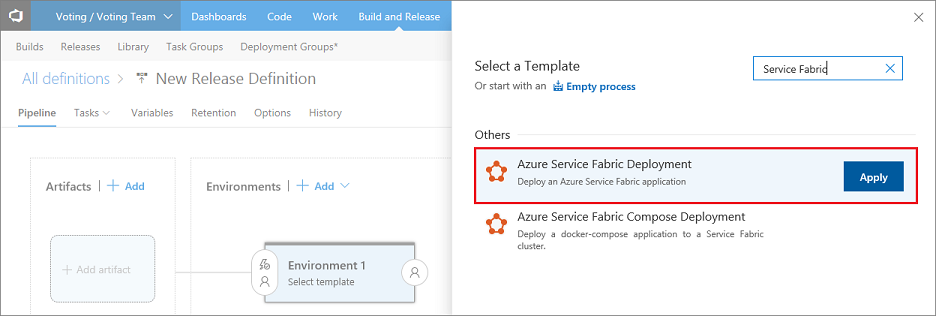 Voting / Voting Team Dashboards Code Work Build and Release
Builds Releases Library Task Groups Deployment Groups*
All definitions > New Release Definition
Pipeline Tasks Variables Retention Options History
Artifacts | + Add Environments | + Add
+ Add artifact
Environment 1
Select template
Select a Template
Service Fabric
Or start with an Empty process
Others
Azure Service Fabric Deployment
Deploy an Azure Service Fabric application
Apply
Azure Service Fabric Compose Deployment
Deploy a docker-compose application to a Service Fabric
cluster.